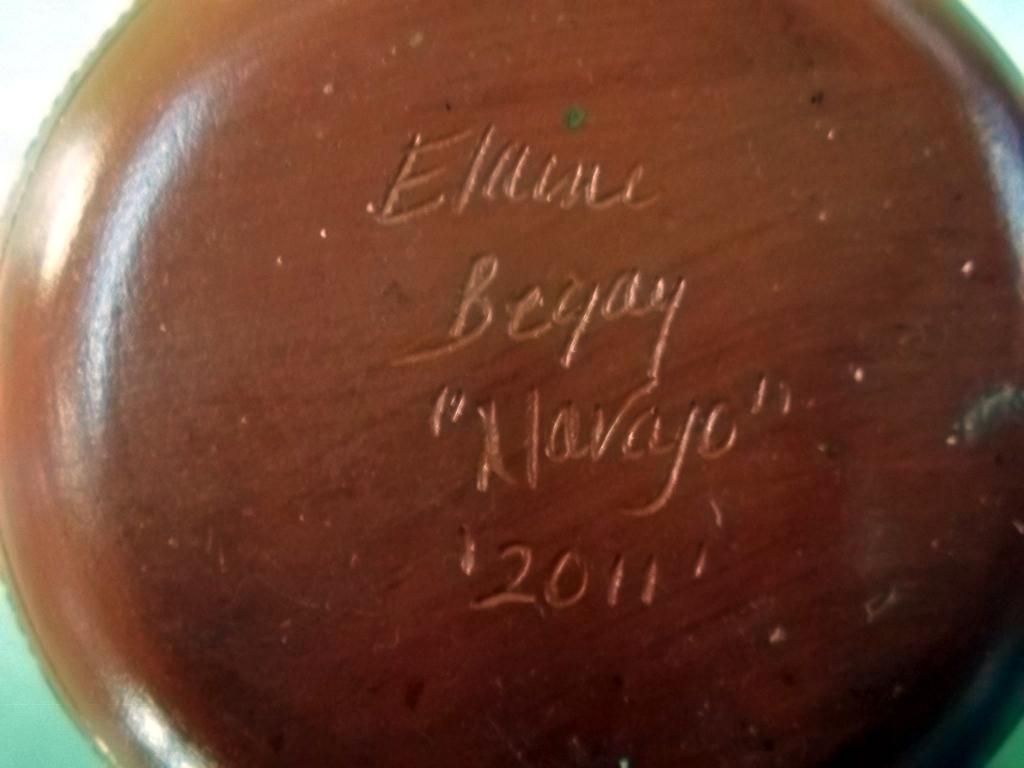 Elaine
Begay
"Navajo"
'2011'